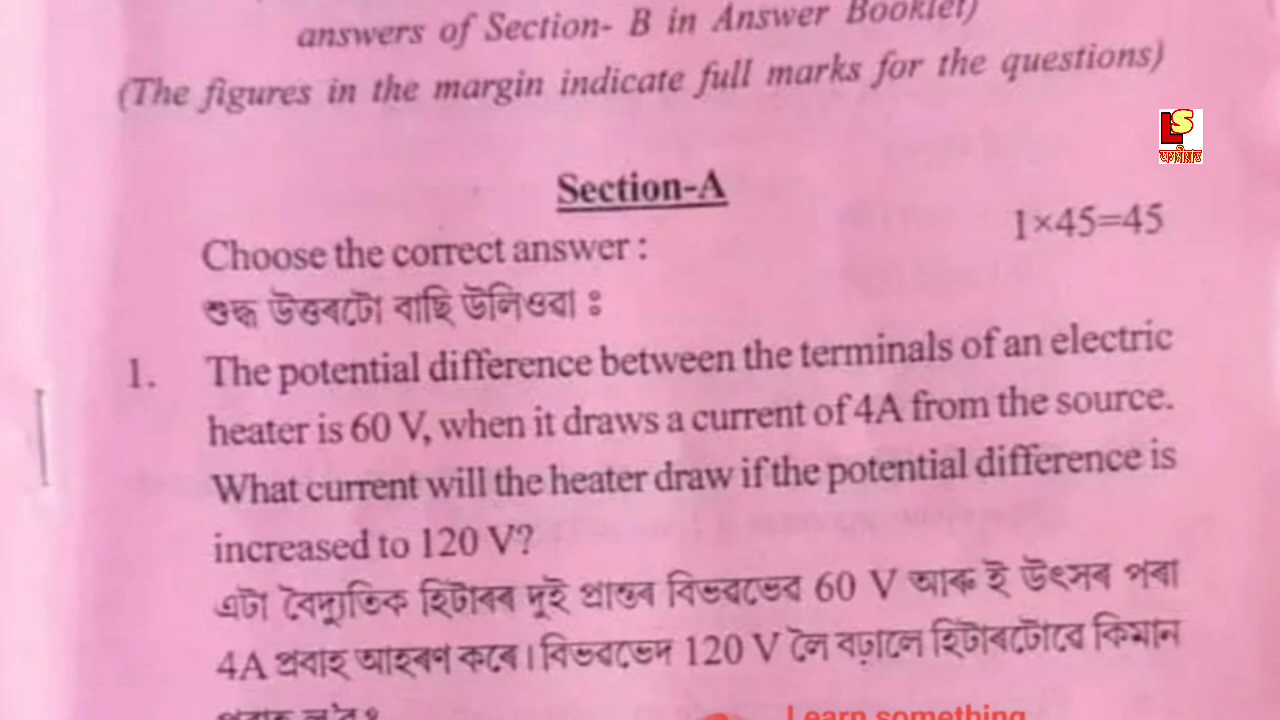 answers of Section- B in Answer Booklet)
(The figures in the margin indicate full marks for the questions)
LS
Section-A
1×45=45
Choose the correct answer :
শুদ্ধ উত্তৰটো বাছি উলিওৱা ঃ
1. The potential difference between the terminals of an electric
heater is 60 V, when it draws a current of 4A from the source.
What current will the heater draw if the potential difference is
increased to 120 V?
এটা বৈদ্যুতিক হিটাৰৰ দুই প্ৰান্তৰ বিভৱভেৱ 60 V আৰু ই উৎসৰ পৰা
4A প্ৰবাহ আহৰণ কৰে। বিভৱভেদ 120 V লৈ বঢ়ালে হিটাৰটোৱে কিমান
প্ৰবাহ ল'ব?
Learn something